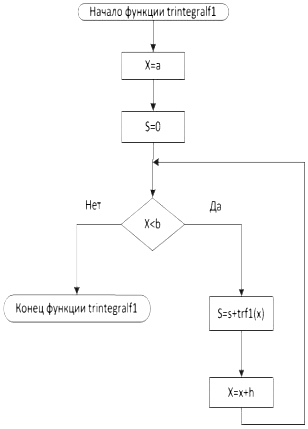 Начало функции trintegralf1
X=a
S=0
Нет
Да
X<b
Конец функции trintegralf1
S=s+trf1(x)
X=x+h